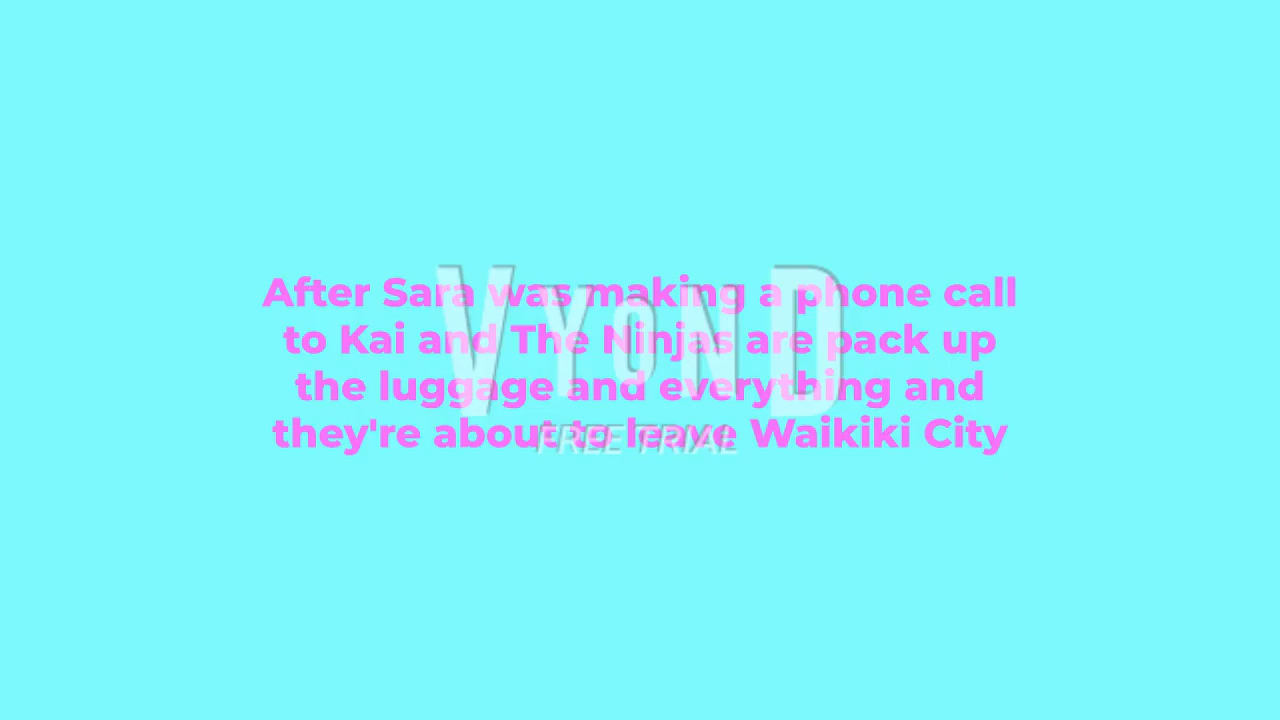 After Sara was making a phone call
to Kai and The Ninjas are pack up
the luggage and everything and
they're about to leave Waikiki City
VYOND
FREE TRIAL